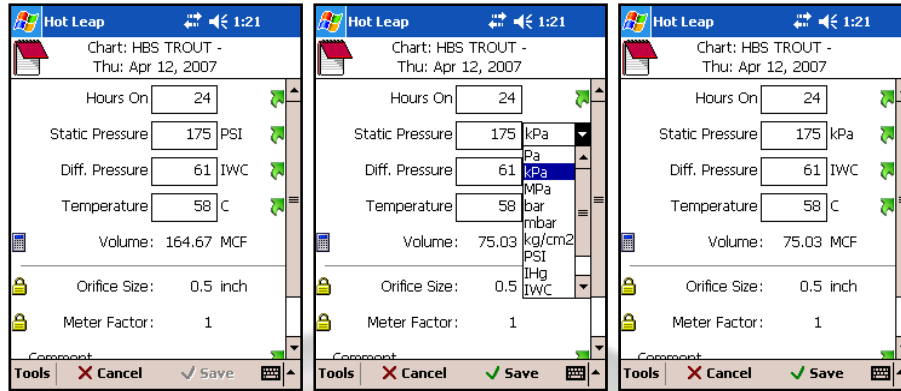 Hot Leap 1:21
Chart: HBS TROUT -
Thu: Apr 12, 2007
Hours On 24
Static Pressure 175 PSI
Diff. Pressure 61 IWC
Temperature 58 C
Volume: 164.67 MCF
Orifice Size: 0.5 inch
Meter Factor: 1
Comment
Tools Cancel Save
Hot Leap 1:21
Chart: HBS TROUT -
Thu: Apr 12, 2007
Hours On 24
Static Pressure 175 kPa
Pa
Diff. Pressure 61 kPa
MPa
Temperature 58 bar
mbar
Volume: 75.03 kg/cm2
PSI
IHg
Orifice Size: 0.5 IWC
Meter Factor: 1
Comment
Tools Cancel Save
Hot Leap 1:21
Chart: HBS TROUT -
Thu: Apr 12, 2007
Hours On 24
Static Pressure 175 kPa
Diff. Pressure 61 IWC
Temperature 58 C
Volume: 75.03 MCF
Orifice Size: 0.5 inch
Meter Factor: 1
Comment
Tools Cancel Save